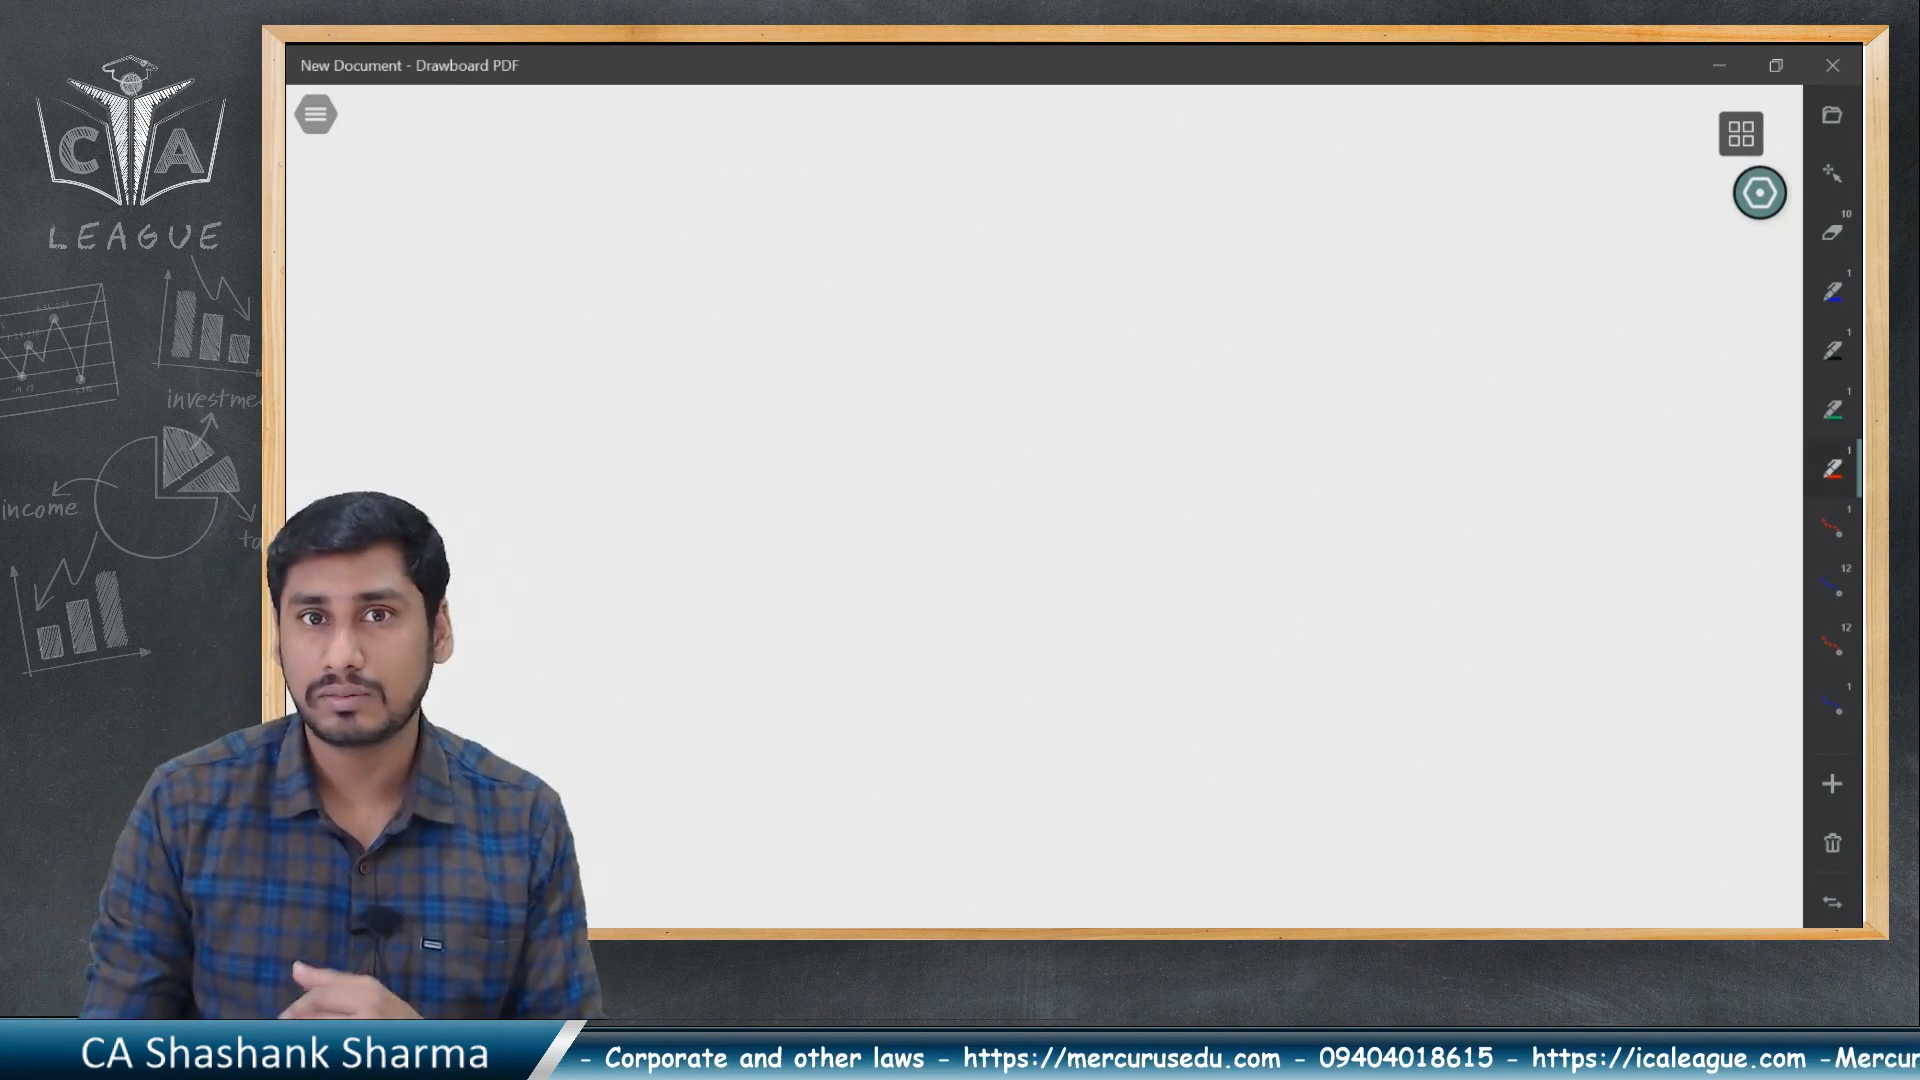 New Document - Drawboard PDF
CA
LEAGUE
10
1
1
1
1
1
12
12
1
investme
income
ta
CA Shashank Sharma
- Corporate and other laws - https://mercurusedu.com - 09404018615 - https://icaleague.com -Mercur